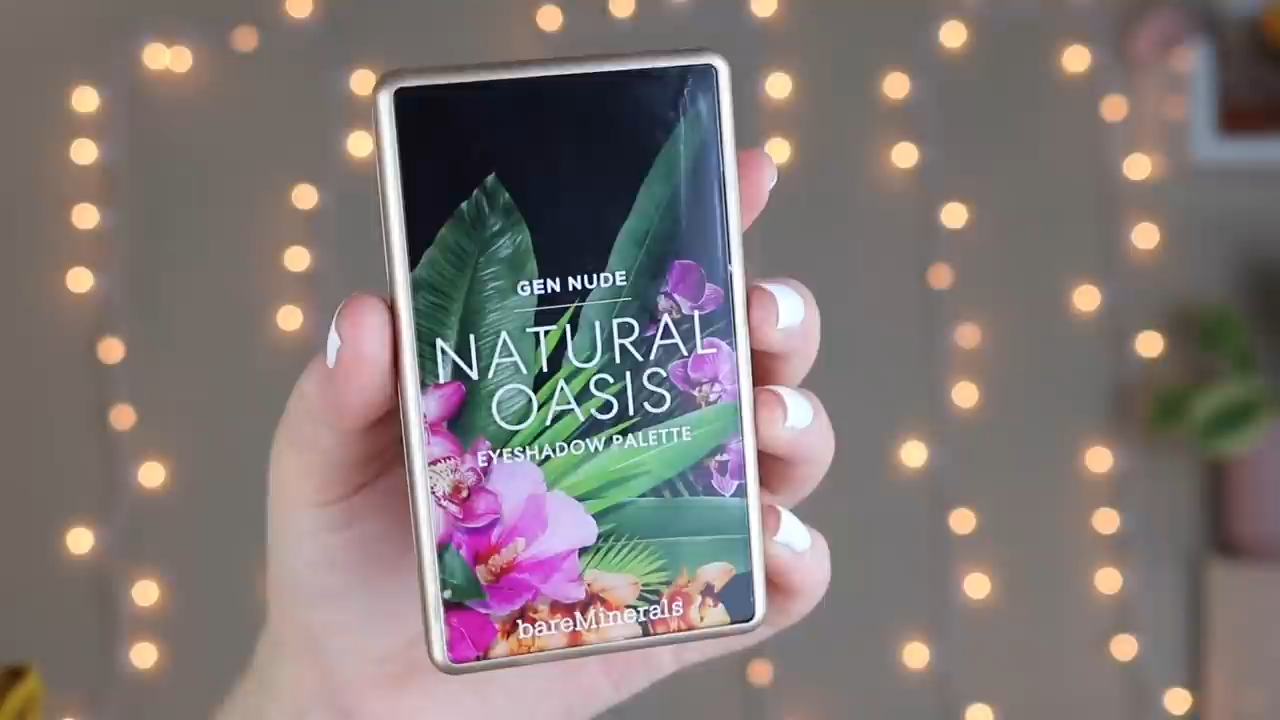 GEN NUDE
NATURAL
OASIS
EYESHADOW PALETTE
bareMinerals